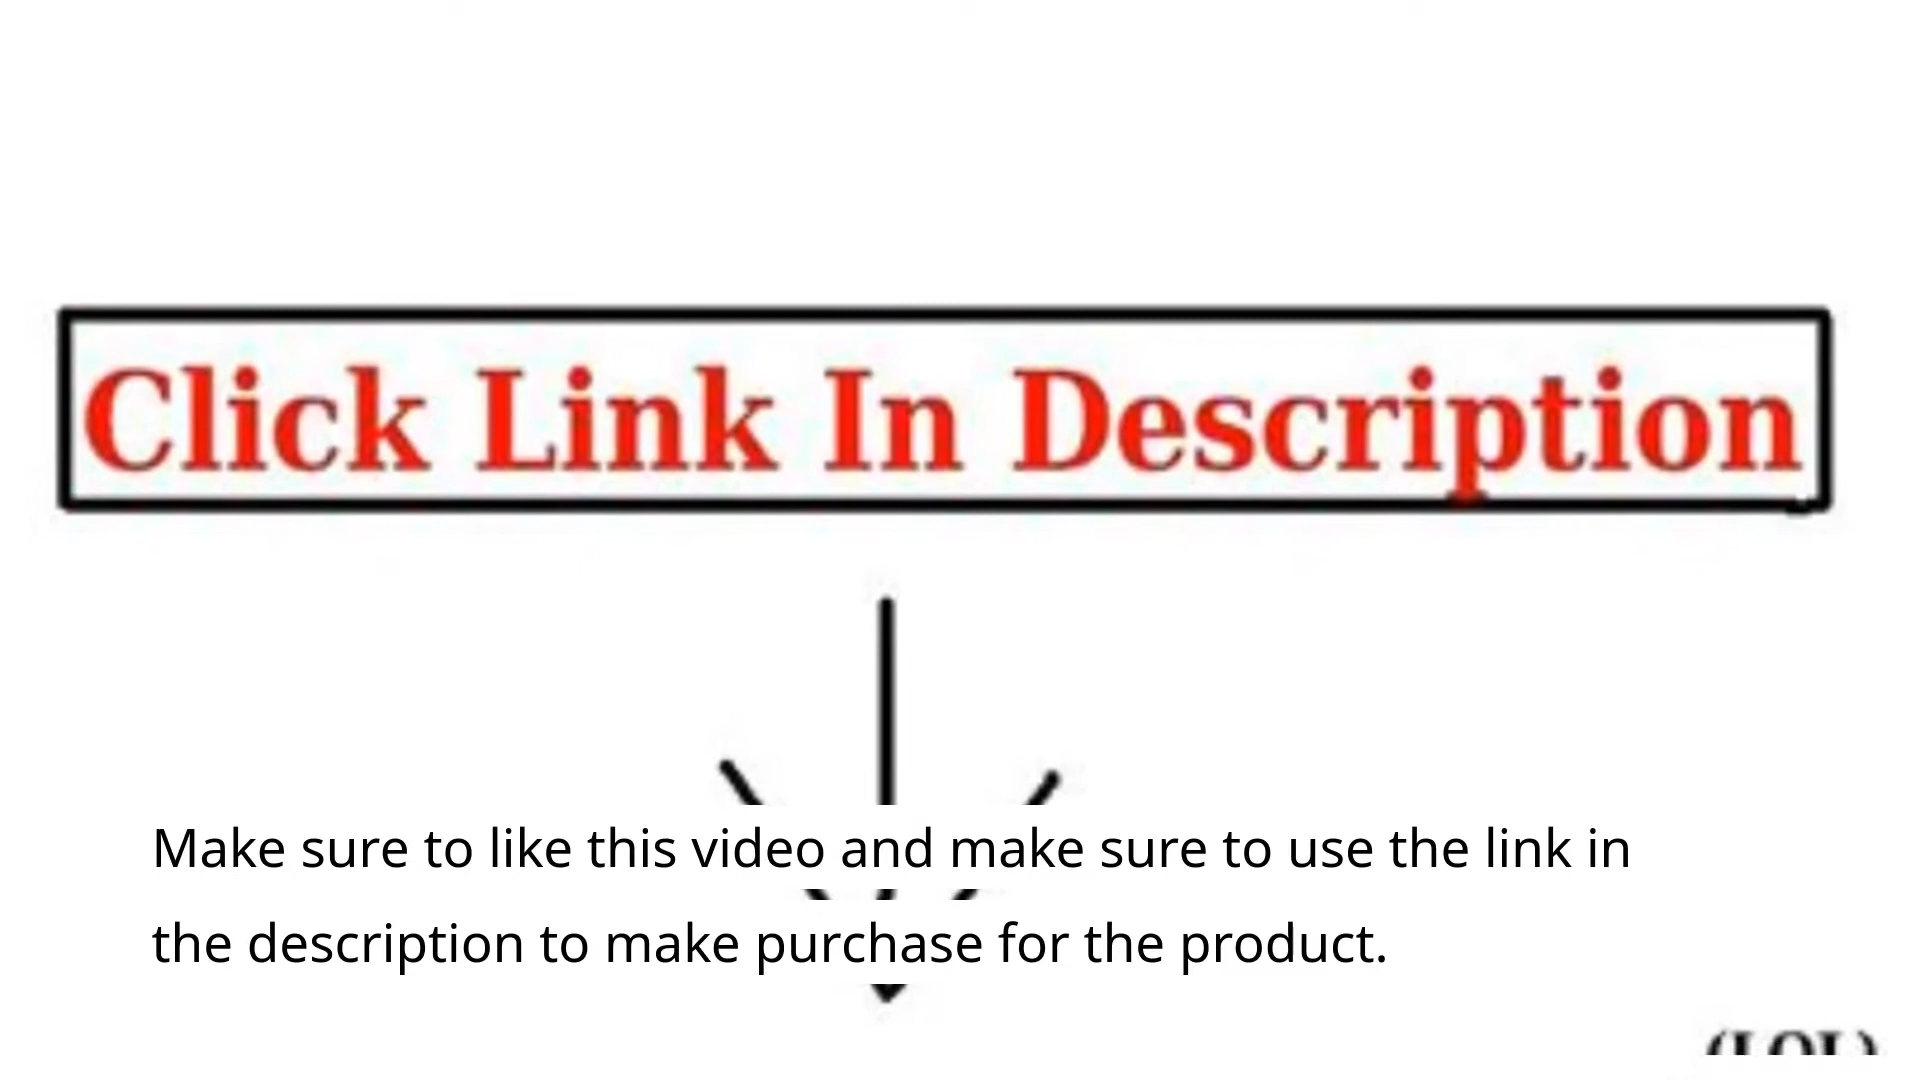 Click Link In Description
Make sure to like this video and make sure to use the link in
the description to make purchase for the product.